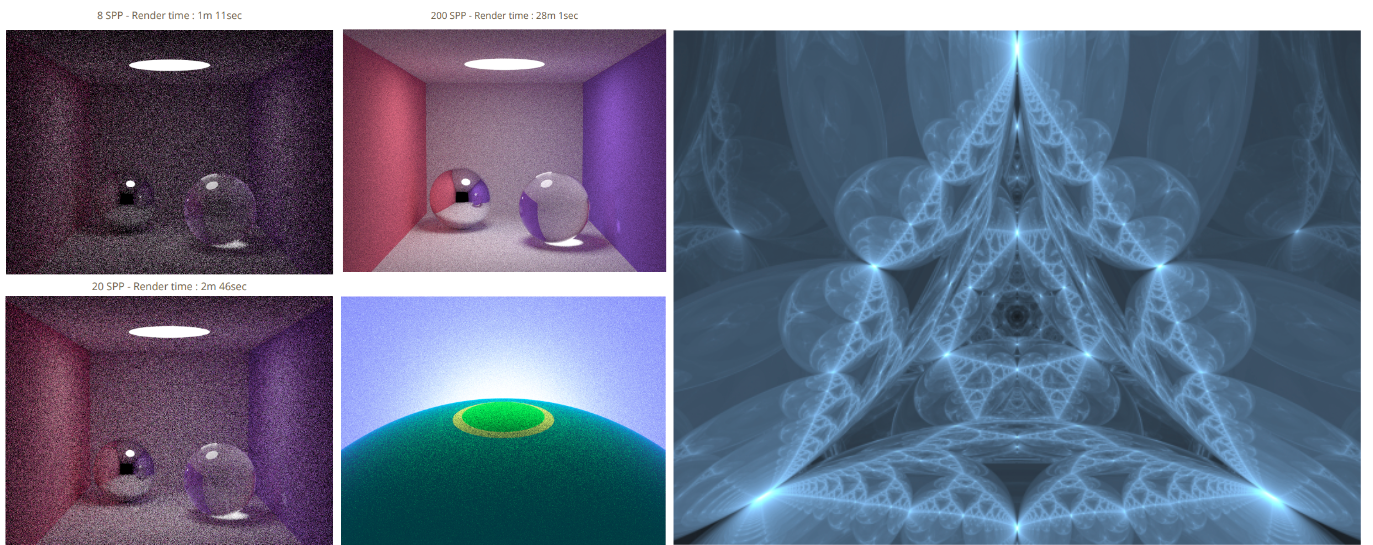 8 SPP - Render time : 1m 11sec
200 SPP - Render time : 28m 1sec
20 SPP - Render time : 2m 46sec